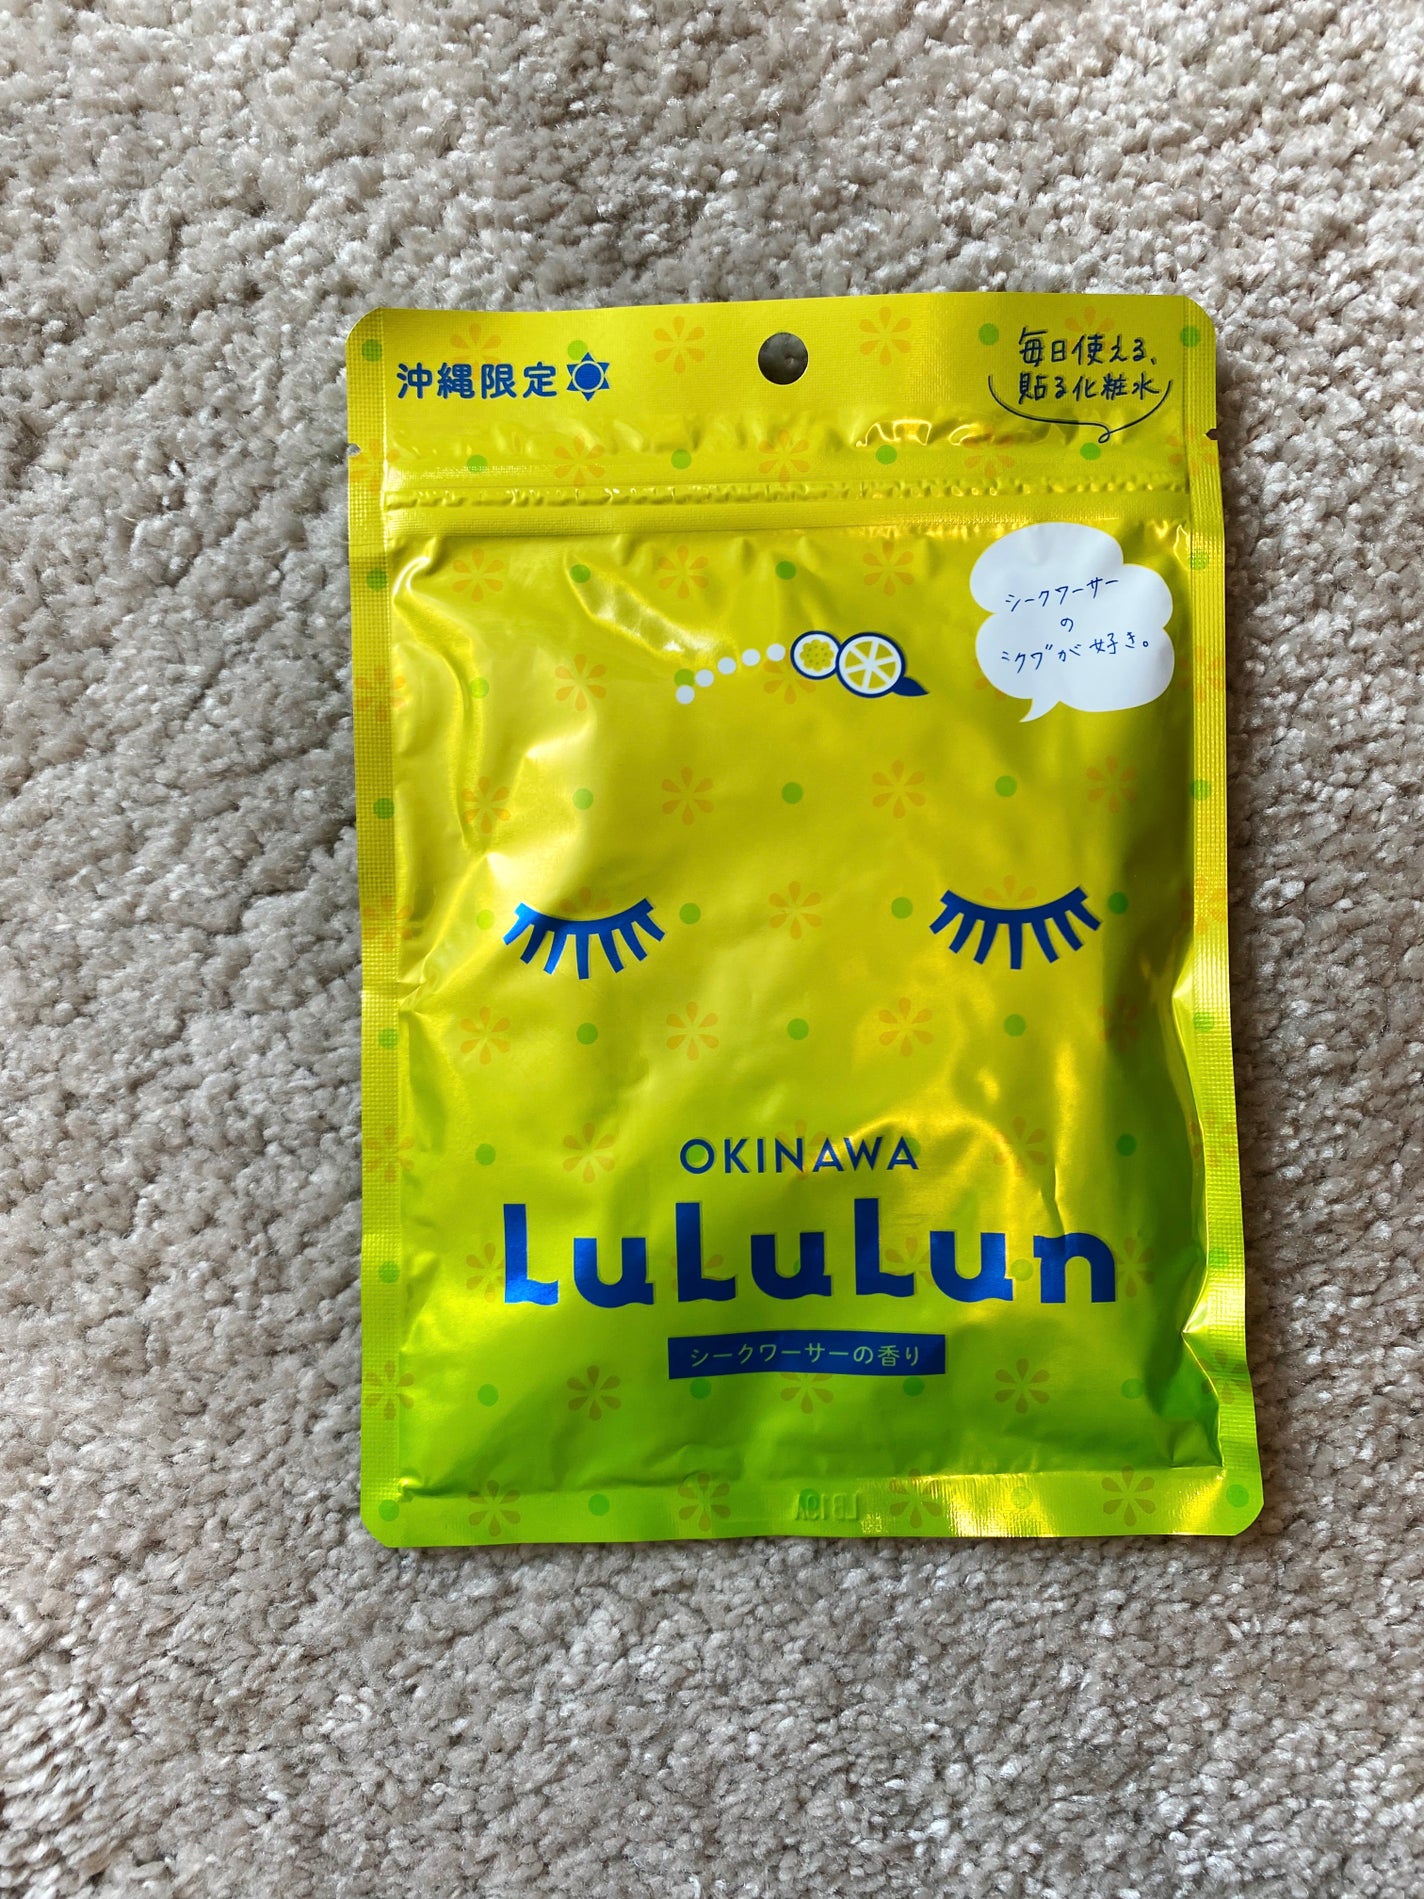 沖縄限定
毎日使える、
貼る化粧水
シークワーサー
の
ミクワ゛が好き。
OKINAWA
LuLuLun
シークワーサーの香り